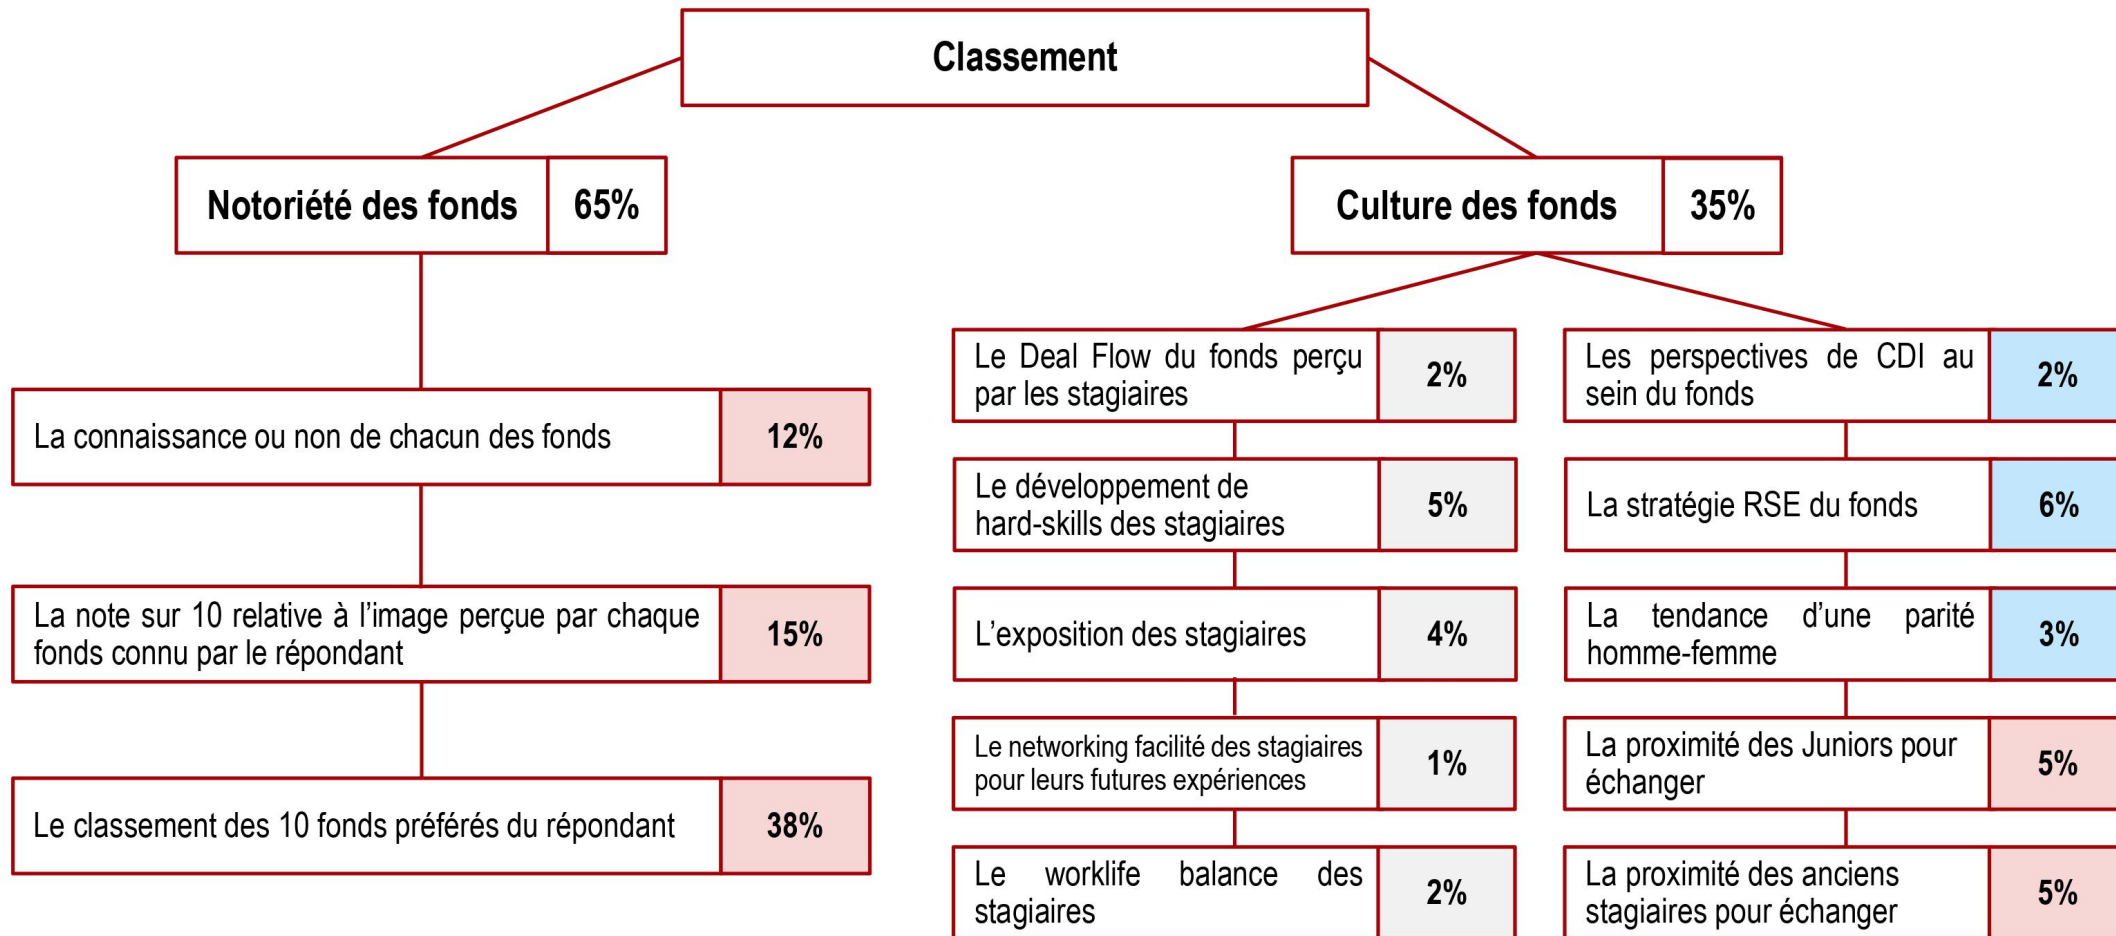 Classement
Notoriété des fonds 65%
Culture des fonds 35%
La connaissance ou non de chacun des fonds 12%
La note sur 10 relative à l’image perçue par chaque
fonds connu par le répondant
15%
Le classement des 10 fonds préférés du répondant 38%
Le Deal Flow du fonds perçu
par les stagiaires
2%
Le développement de
hard-skills des stagiaires
5%
L’exposition des stagiaires 4%
Le networking facilité des stagiaires
pour leurs futures expériences
1%
Le worklife balance des
stagiaires
2%
Les perspectives de CDI au
sein du fonds
2%
La stratégie RSE du fonds 6%
La tendance d’une parité
homme-femme
3%
La proximité des Juniors pour
échanger
5%
La proximité des anciens
stagiaires pour échanger
5%